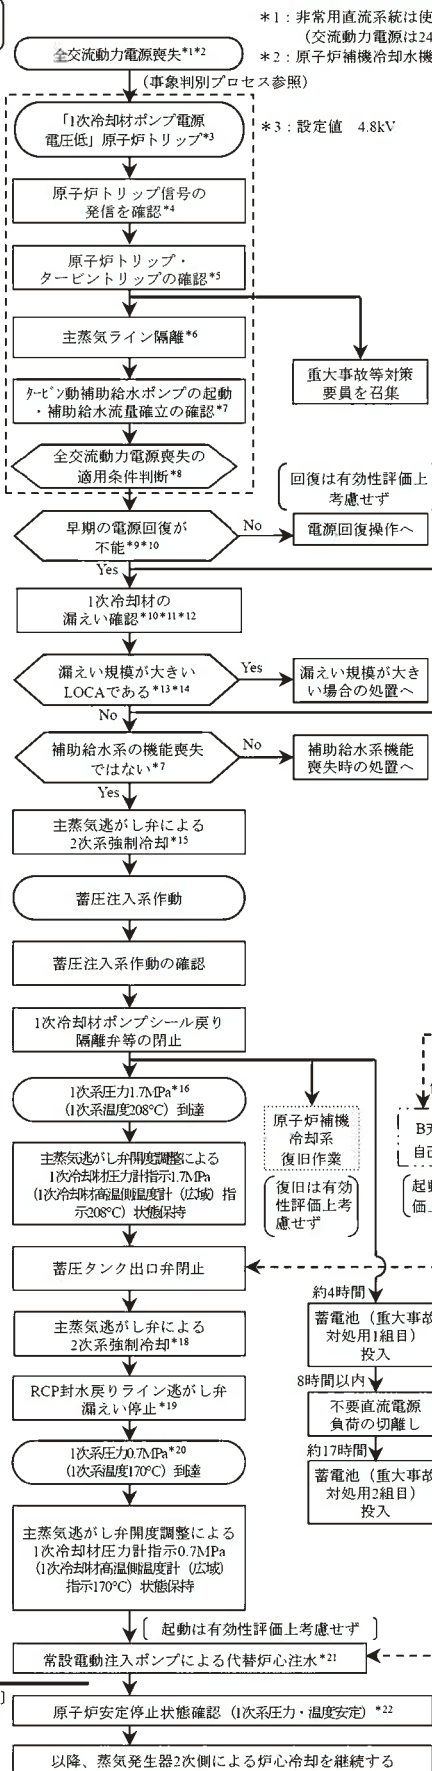 ＊1：非常用直流系統は使
全交流動力電源喪失*1*2
（交流動力電源は24
＊2：原子炉補機冷却水機
（事象判別プロセス参照）
「1次冷却材ポンプ電源
電圧低」原子炉トリップ*3
＊3：設定値　4.8kV
原子炉トリップ信号の
発信を確認*4
原子炉トリップ・
タービントリップの確認*5
主蒸気ライン隔離*6
重大事故等対策
要員を召集
ﾀｰﾋﾞﾝ動補助給水ポンプの起動
・補助給水流量確立の確認*7
全交流動力電源喪失の
適用条件判断*8
回復は有効性評価上
考慮せず
早期の電源回復が
不能*9*10
No
電源回復操作へ
Yes
1次冷却材の
漏えい確認*10*11*12
漏えい規模が大きい
LOCAである*13*14
Yes
漏えい規模が大き
い場合の処置へ
No
補助給水系の機能喪失
ではない*7
No
補助給水系機能
喪失時の処置へ
Yes
主蒸気逃がし弁による
2次系強制冷却*15
蓄圧注入系作動
蓄圧注入系作動の確認
1次冷却材ポンプシール戻り
隔離弁等の閉止
1次系圧力1.7MPa*16
（1次系温度208℃）到達
原子炉補機
冷却系
復旧作業
自己
復旧は有効
性評価上考
慮せず
主蒸気逃がし弁開度調整による
1次冷却材圧力計指示1.7MPa
（1次冷却材高温側温度計（広域）指
示208℃）状態保持
蓄圧タンク出口弁閉止
約4時間
蓄電池（重大事故
対処用1組目）
投入
主蒸気逃がし弁による
2次系強制冷却*18
8時間以内
不要直流電源
負荷の切離し
RCP封水戻りライン逃がし弁
漏えい停止*19
約17時間
蓄電池（重大事故
対処用2組目）
投入
1次系圧力0.7MPa*20
（1次系温度170℃）到達
主蒸気逃がし弁開度調整による
1次冷却材圧力計指示0.7MPa
（1次冷却材高温側温度計（広域）
指示170℃）状態保持
起動は有効性評価上考慮せず
常設電動注入ポンプによる代替炉心注水*21
原子炉安定停止状態確認（1次系圧力・温度安定）*22
以降、蒸気発生器2次側による炉心冷却を継続する